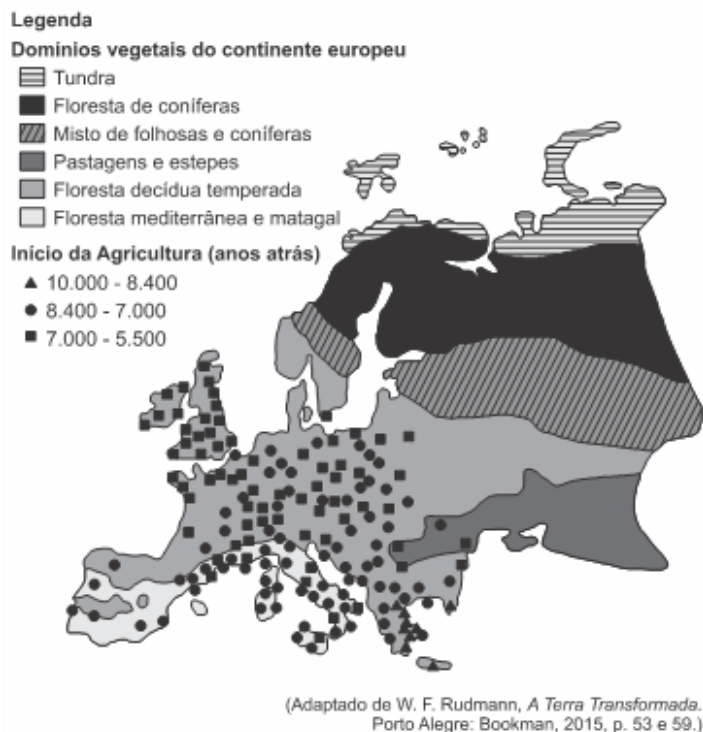 Legenda
Domínios vegetais do continente europeu
Tundra
Floresta de coníferas
Misto de folhosas e coníferas
Pastagens e estepes
Floresta decídua temperada
Floresta mediterrânea e matagal
Início da Agricultura (anos atrás)
10.000 - 8.400
8.400 - 7.000
7.000 - 5.500
(Adaptado de W. F. Rudmann, A Terra Transformada.
Porto Alegre: Bookman, 2015, p. 53 e 59.)